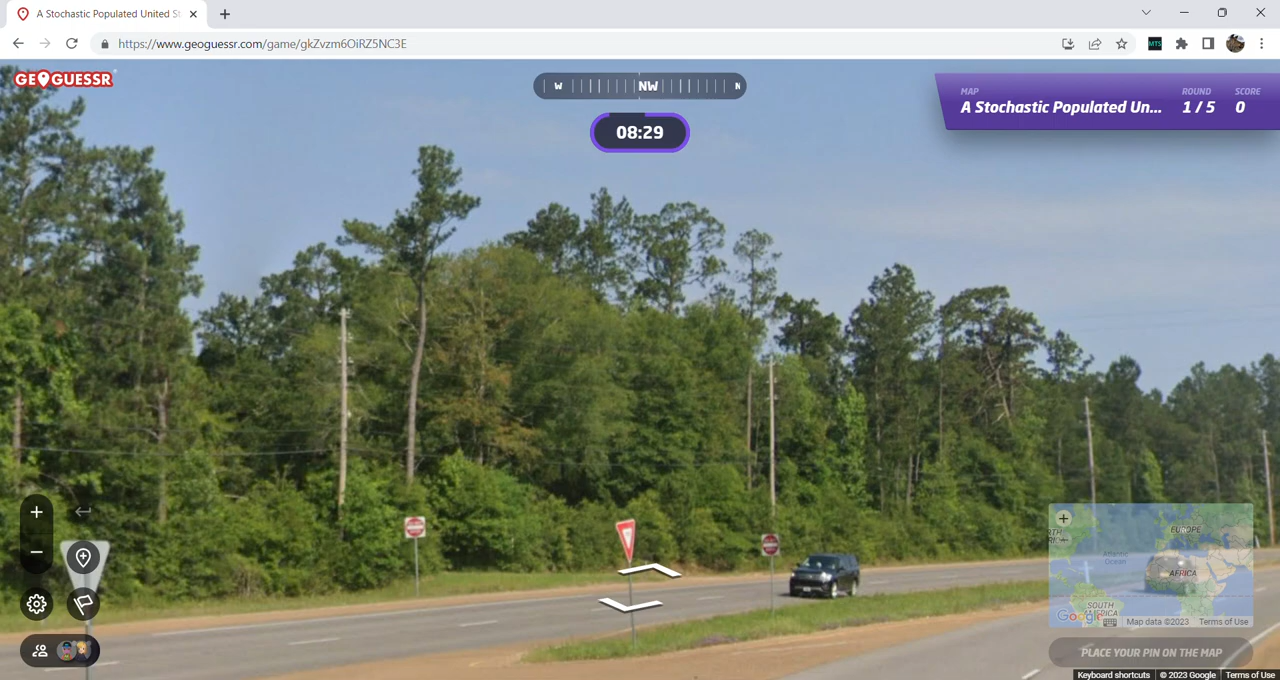 A Stochastic Populated United St
https://www.geoguessr.com/game/gkZvzm6OiRZ5NC3E
MTS
GEOGUESSR
W NW N
08:29
MAP ROUND SCORE
A Stochastic Populated Un... 1 / 5 0
EUROPE
Atlantic
Ocean
AFRICA
SOUTH
AMERICA
Google
Map data ©2023 Terms of Use
PLACE YOUR PIN ON THE MAP
Keyboard shortcuts © 2023 Google Terms of Use